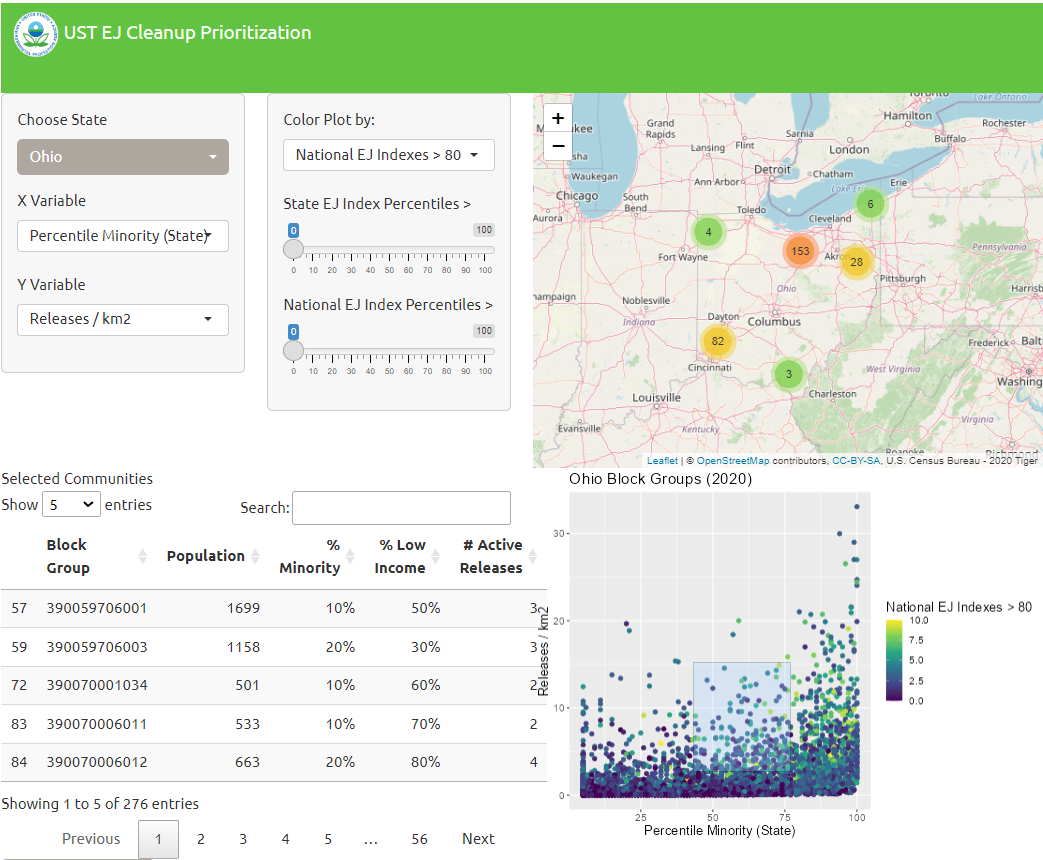 UST EJ Cleanup Prioritization
Choose State
Ohio
X Variable
Percentile Minority (State)
Y Variable
Releases / km2
Color Plot by:
National EJ Indexes > 80
State EJ Index Percentiles >
0 100
0 10 20 30 40 50 60 70 80 90 100
National EJ Index Percentiles >
0 100
0 10 20 30 40 50 60 70 80 90 100
+
−
Toronto
Lake Ontario
Hamilton
Rochester
Grand Rapids
Sarnia
Buffalo
Lansing
Flint
London
Waukegan
Detroit
Chatham
Ann Arbor
Lake Erie
Erie
Chicago
South Bend
Toledo
Cleveland
6
Aurora
4
153
28
Fort Wayne
Pennsylvania
Pittsburgh
Ohio
Noblesville
Harrisb
Indiana
Dayton
Columbus
82
Frederick
Balt
Cincinnati
3
West Virginia
Washing
Louisville
Charleston
Evansville
Kentucky
Virginia
Roanoke
Richmond
Leaflet | © OpenStreetMap contributors, CC-BY-SA, U.S. Census Bureau - 2020 Tiger
Selected Communities
Show 5 entries
Search:
Block Group Population % Minority % Low Income # Active Releases
57 390059706001 1699 10% 50% 3
59 390059706003 1158 20% 30% 3
72 390070001034 501 10% 60% 2
83 390070006011 533 10% 70% 2
84 390070006012 663 20% 80% 4
Showing 1 to 5 of 276 entries
Previous 1 2 3 4 5 ... 56 Next
Ohio Block Groups (2020)
30
20
10
0
Releases / km2
25 50 75 100
Percentile Minority (State)
National EJ Indexes > 80
10.0
7.5
5.0
2.5
0.0